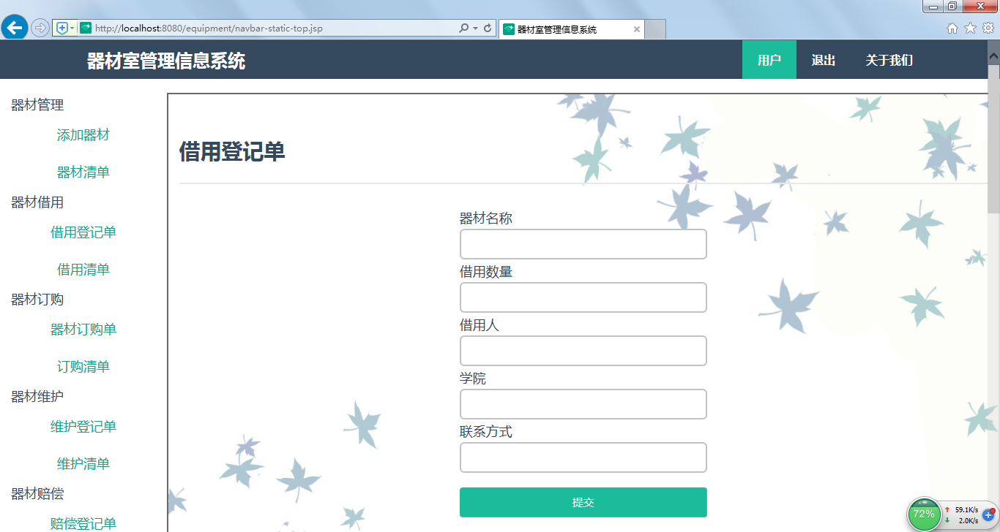 http://localhost:8080/equipment/navbar-static-top.jsp
器材室管理信息系统
器材室管理信息系统
用户
退出
关于我们
器材管理
添加器材
器材清单
器材借用
借用登记单
借用清单
器材订购
器材订购单
订购清单
器材维护
维护登记单
维护清单
器材赔偿
赔偿登记单
借用登记单
器材名称
借用数量
借用人
学院
联系方式
提交
72%
59.1K/s
2.0K/s